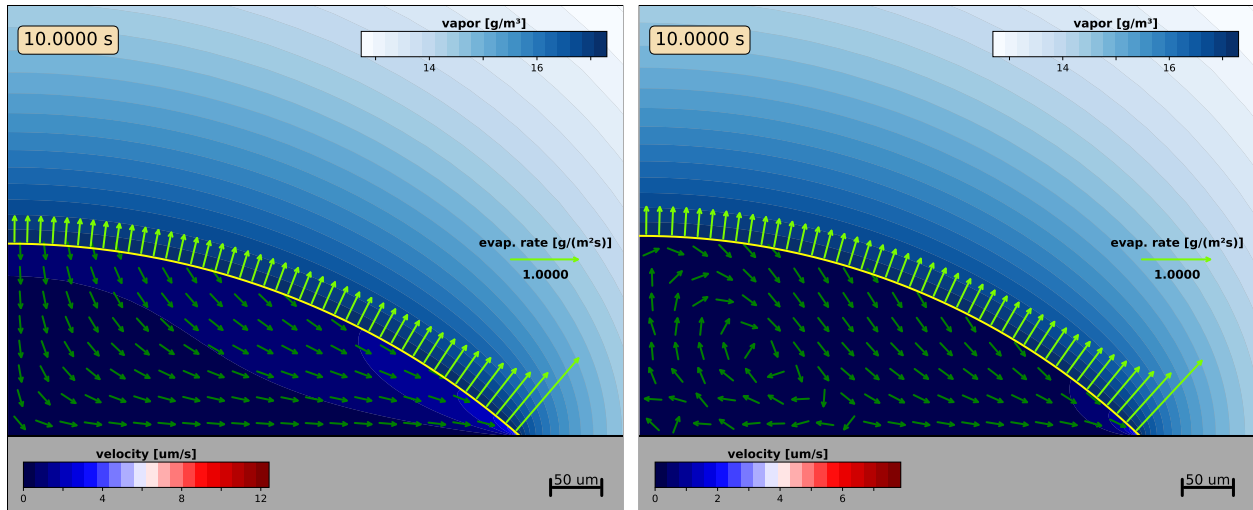 10.0000 s
vapor [g/m³]
14 16
evap. rate [g/(m²s)]
1.0000
velocity [um/s]
0 4 8 12
50 um
10.0000 s
vapor [g/m³]
14 16
evap. rate [g/(m²s)]
1.0000
velocity [um/s]
0 2 4 6
50 um